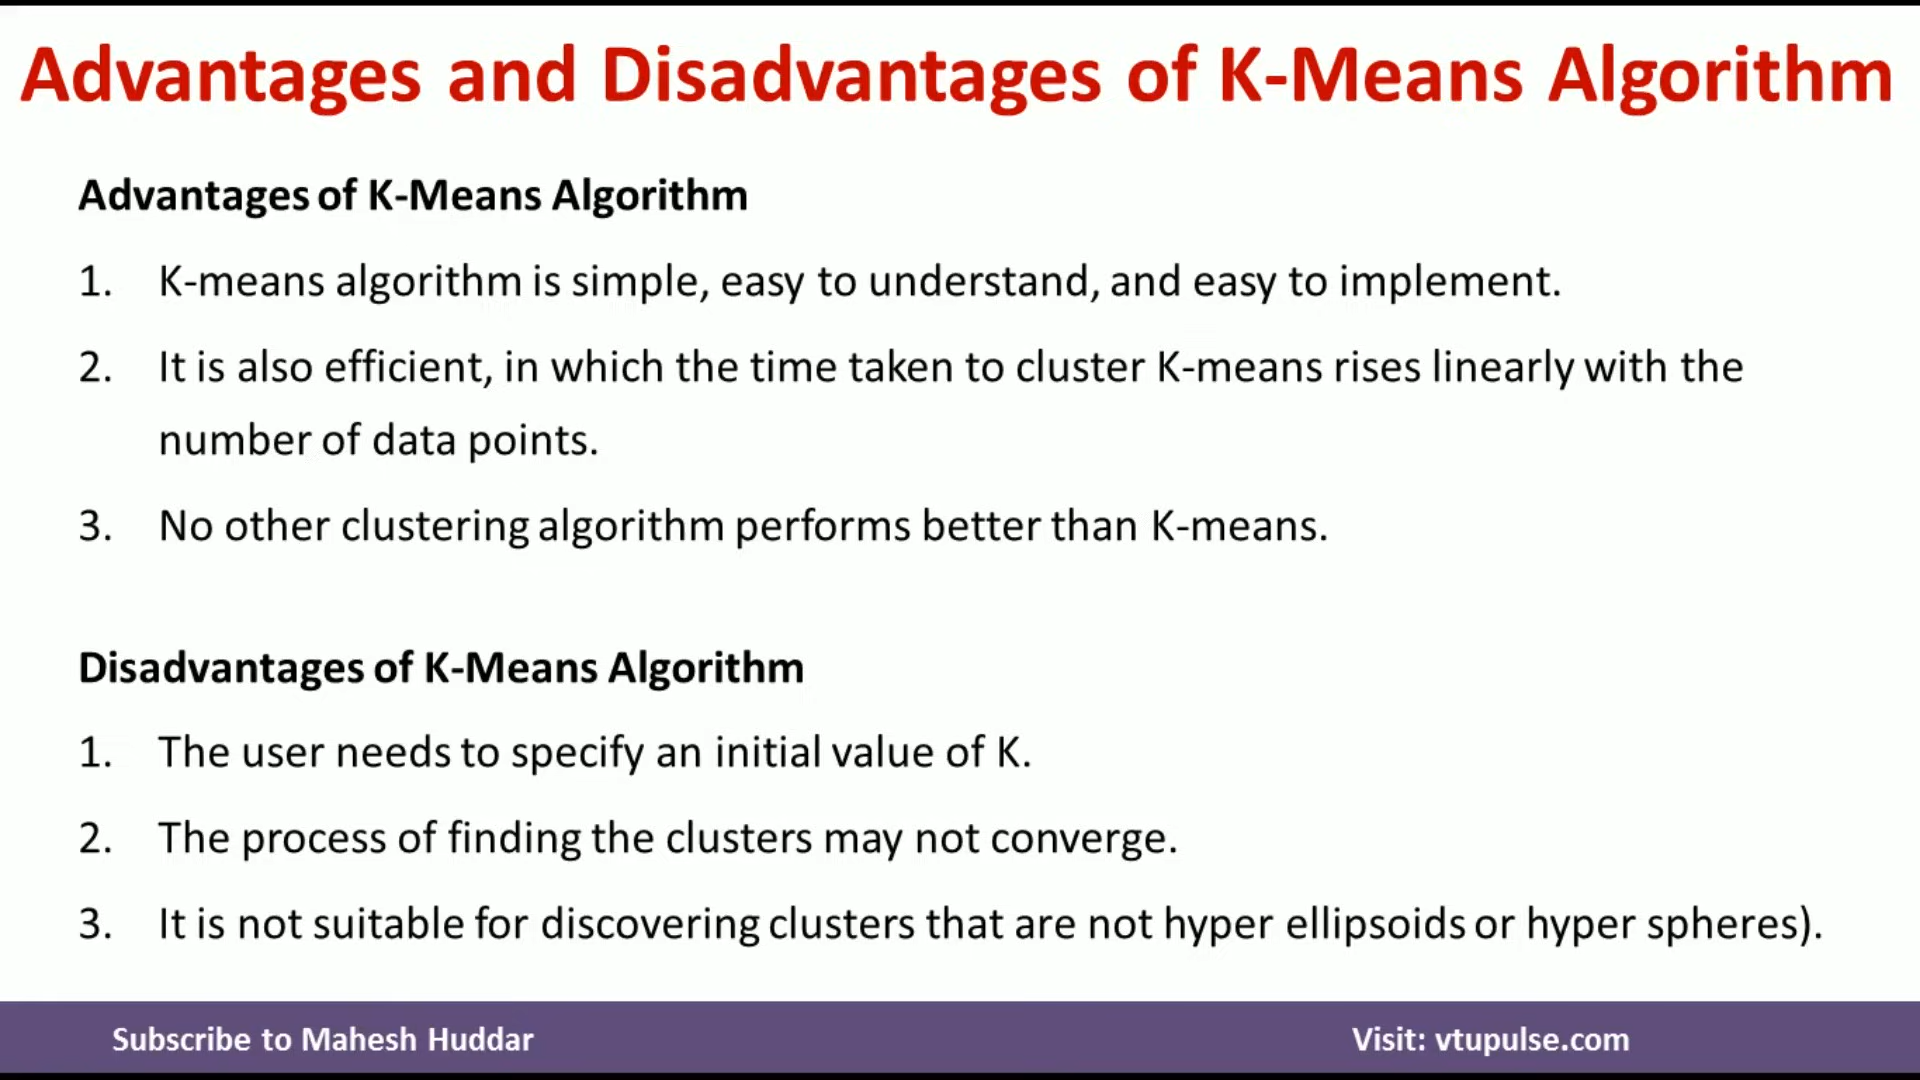 Advantages and Disadvantages of K-Means Algorithm
Advantages of K-Means Algorithm
1. K-means algorithm is simple, easy to understand, and easy to implement.
2. It is also efficient, in which the time taken to cluster K-means rises linearly with the
number of data points.
3. No other clustering algorithm performs better than K-means.
Disadvantages of K-Means Algorithm
1. The user needs to specify an initial value of K.
2. The process of finding the clusters may not converge.
3. It is not suitable for discovering clusters that are not hyper ellipsoids or hyper spheres).
Subscribe to Mahesh Huddar
Visit: vtupulse.com